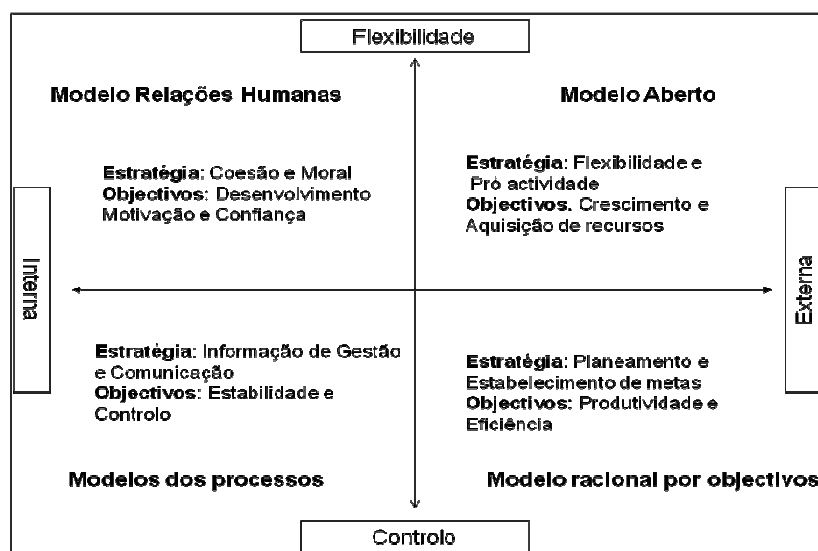 Flexibilidade
Modelo Relações Humanas
Estratégia: Coesão e Moral
Objectivos: Desenvolvimento
Motivação e Confiança
Modelo Aberto
Estratégia: Flexibilidade e
Pró actividade
Objectivos. Crescimento e
Aquisição de recursos
Interna
Externa
Estratégia: Informação de Gestão
e Comunicação
Objectivos: Estabilidade e
Controlo
Modelos dos processos
Estratégia: Planeamento e
Estabelecimento de metas
Objectivos: Produtividade e
Eficiência
Modelo racional por objectivos
Controlo